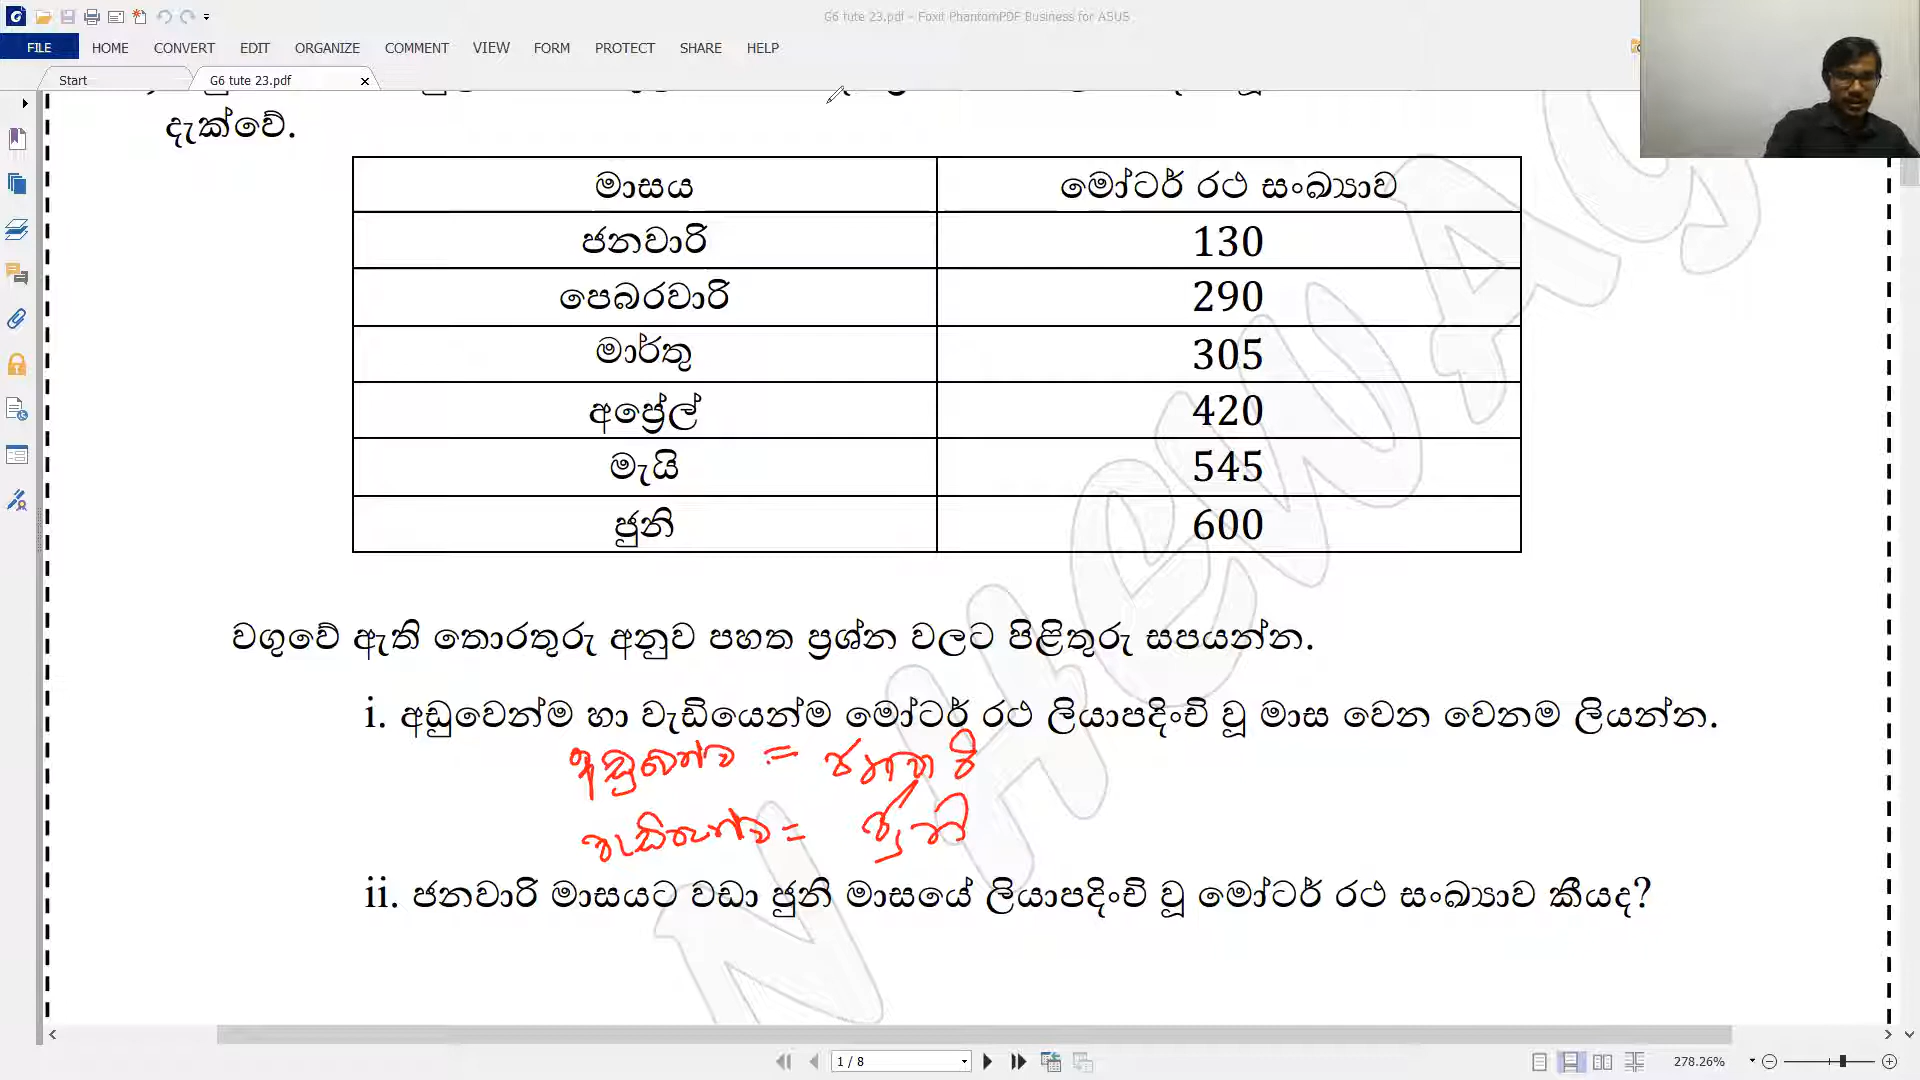 G6 tute 23.pdf - Foxit PhantomPDF Business for ASUS
FILE HOME CONVERT EDIT ORGANIZE COMMENT VIEW FORM PROTECT SHARE HELP
Start G6 tute 23.pdf
දැක්වේ.
මාසය මෝටර් රථ සංඛ්‍යාව
ජනවාරි 130
පෙබරවාරි 290
මාර්තු 305
අප්‍රේල් 420
මැයි 545
ජුනි 600
වගුවේ ඇති තොරතුරු අනුව පහත ප්‍රශ්න වලට පිළිතුරු සපයන්න.
i. අඩුවෙන්ම හා වැඩියෙන්ම මෝටර් රථ ලියාපදිංචි වූ මාස වෙන වෙනම ලියන්න.
අඩුවෙන්ම = ජනවාරි
වැඩියෙන්ම = ජුනි
ii. ජනවාරි මාසයට වඩා ජුනි මාසයේ ලියාපදිංචි වූ මෝටර් රථ සංඛ්‍යාව කීයද?
1 / 8
278.26%